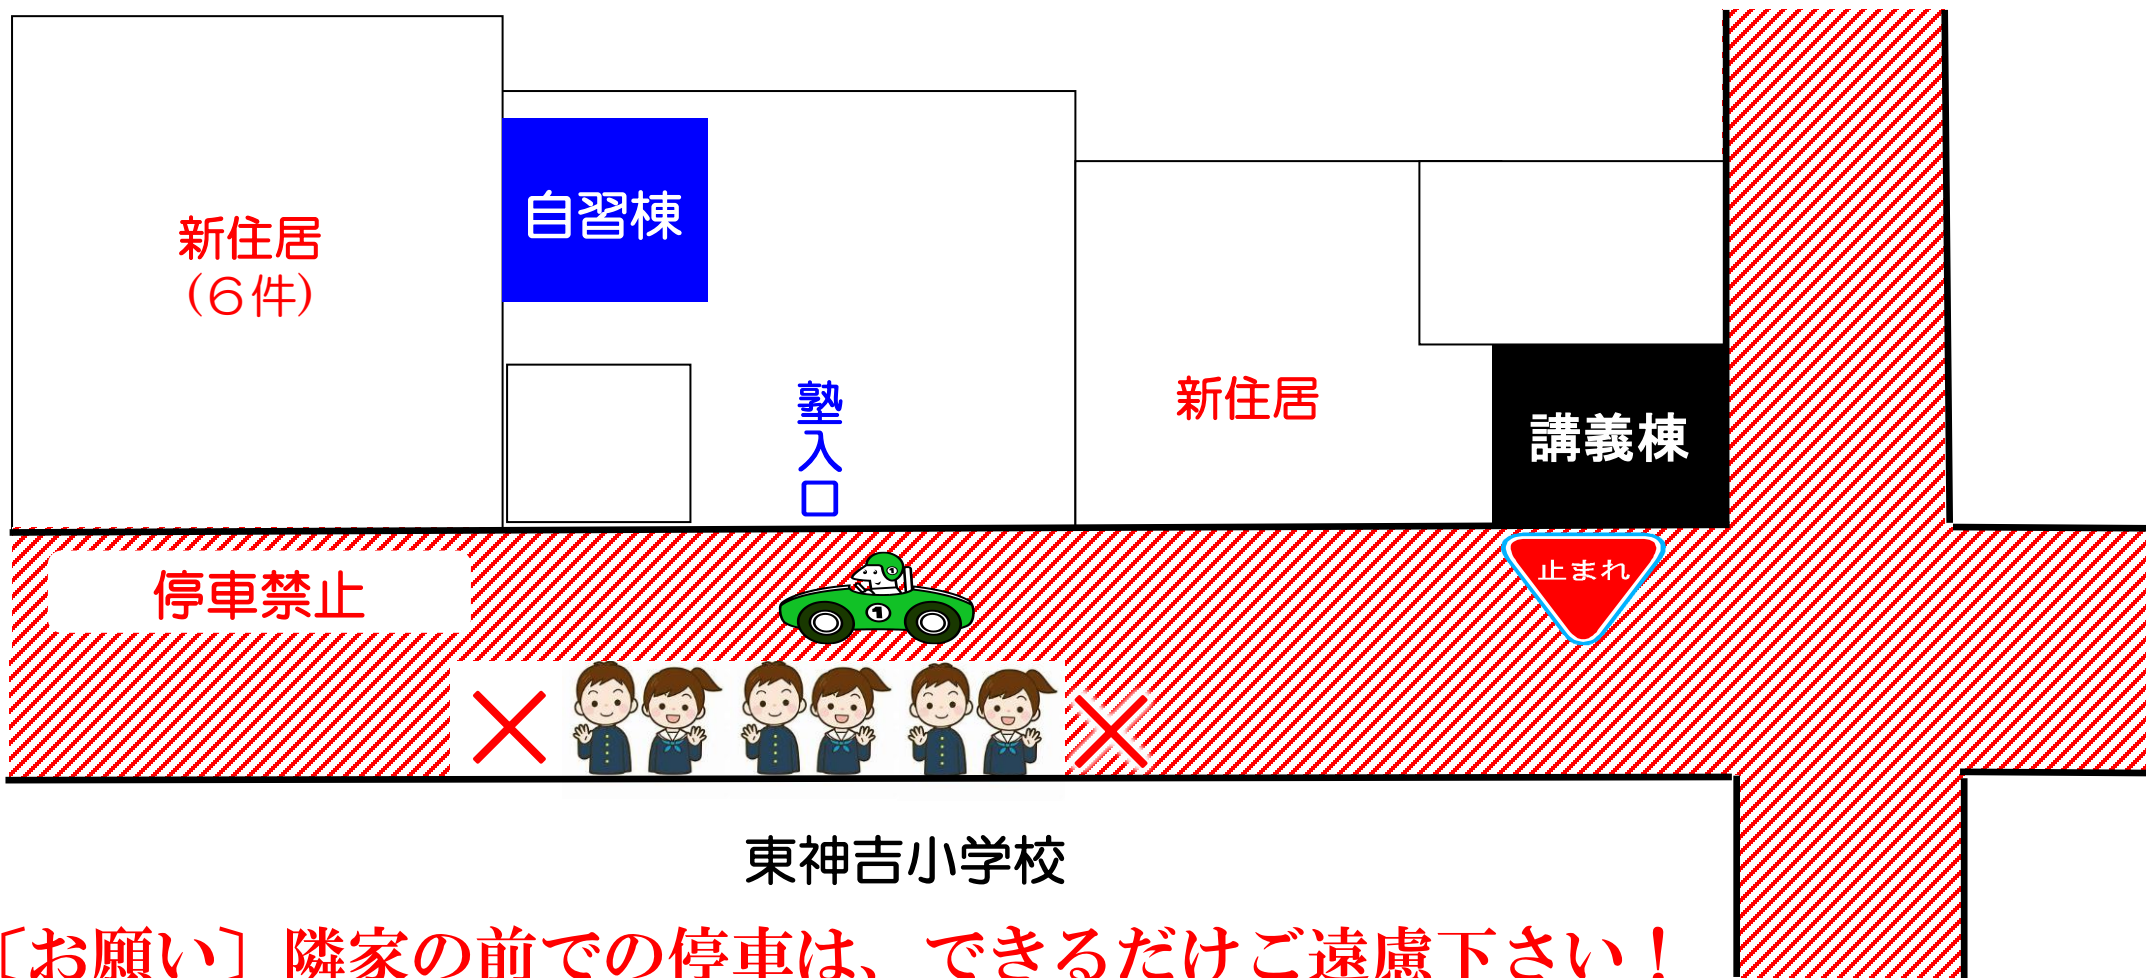 新住居
（６件）
自習棟
塾入口
新住居
講義棟
停車禁止
1
1
止まれ
東神吉小学校
〔お願い〕隣家の前での停車は、できるだけご遠慮下さい！